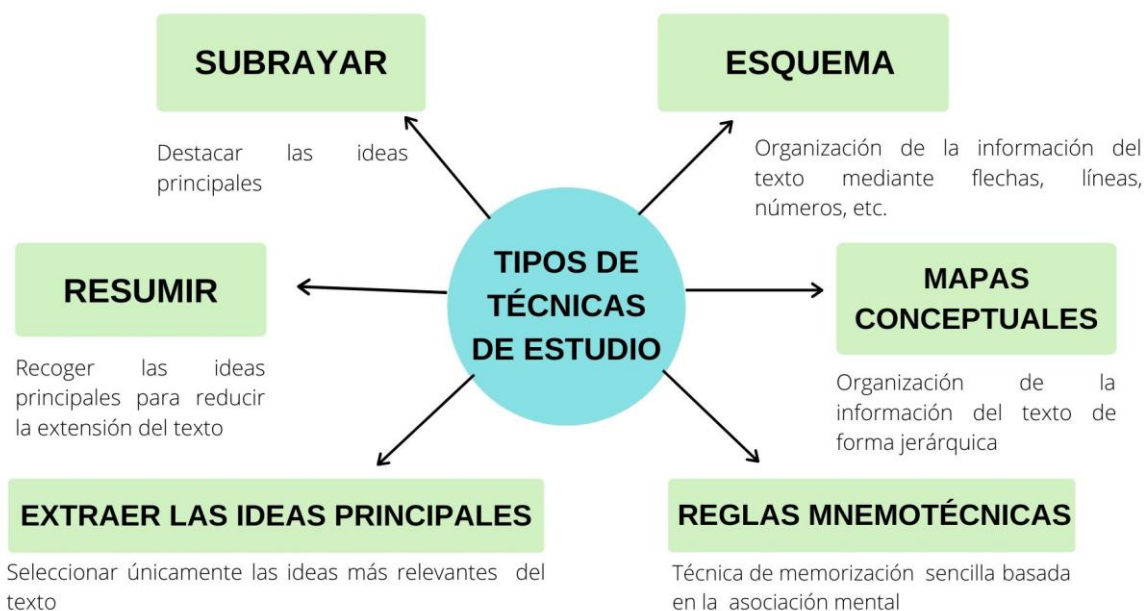 SUBRAYAR
Destacar las ideas
principales
ESQUEMA
Organización de la información del
texto mediante flechas, líneas,
números, etc.
TIPOS DE
TÉCNICAS
DE ESTUDIO
RESUMIR
Recoger las ideas
principales para reducir
la extensión del texto
MAPAS
CONCEPTUALES
Organización de la
información del texto de
forma jerárquica
EXTRAER LAS IDEAS PRINCIPALES
Seleccionar únicamente las ideas más relevantes del
texto
REGLAS MNEMOTÉCNICAS
Técnica de memorización sencilla basada
en la asociación mental